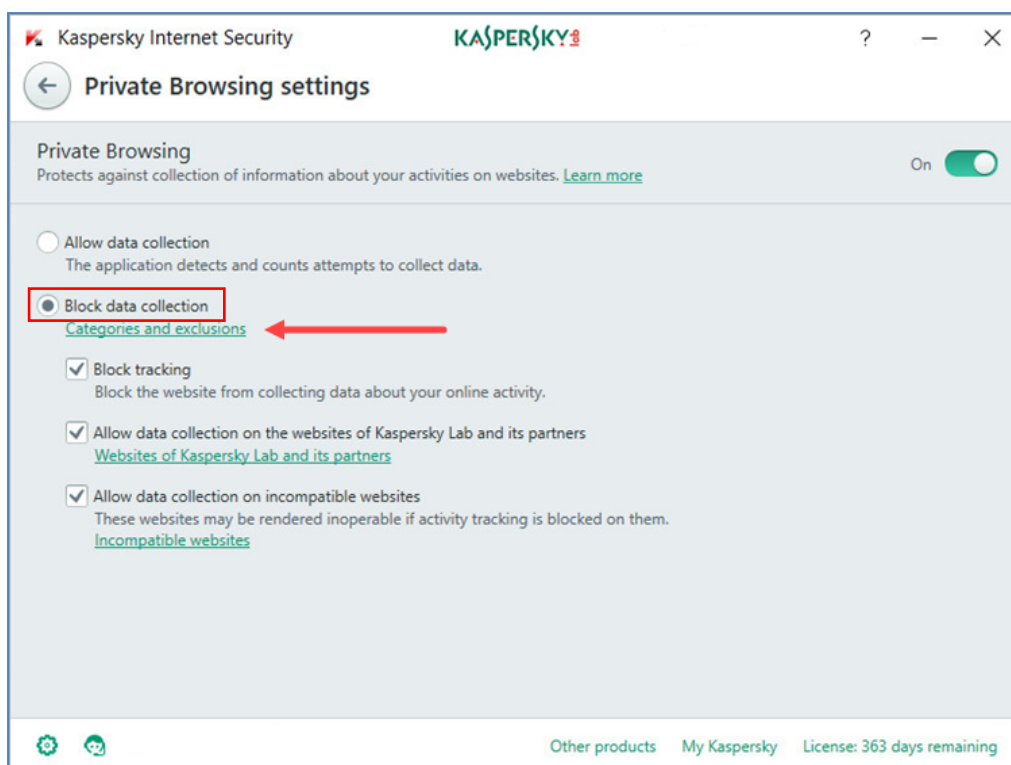 Kaspersky Internet Security
KASPERSKY lab
?
Private Browsing settings
Private Browsing
Protects against collection of information about your activities on websites. Learn more
On
Allow data collection
The application detects and counts attempts to collect data.
Block data collection
Categories and exclusions
Block tracking
Block the website from collecting data about your online activity.
Allow data collection on the websites of Kaspersky Lab and its partners
Websites of Kaspersky Lab and its partners
Allow data collection on incompatible websites
These websites may be rendered inoperable if activity tracking is blocked on them.
Incompatible websites
Other products My Kaspersky License: 363 days remaining